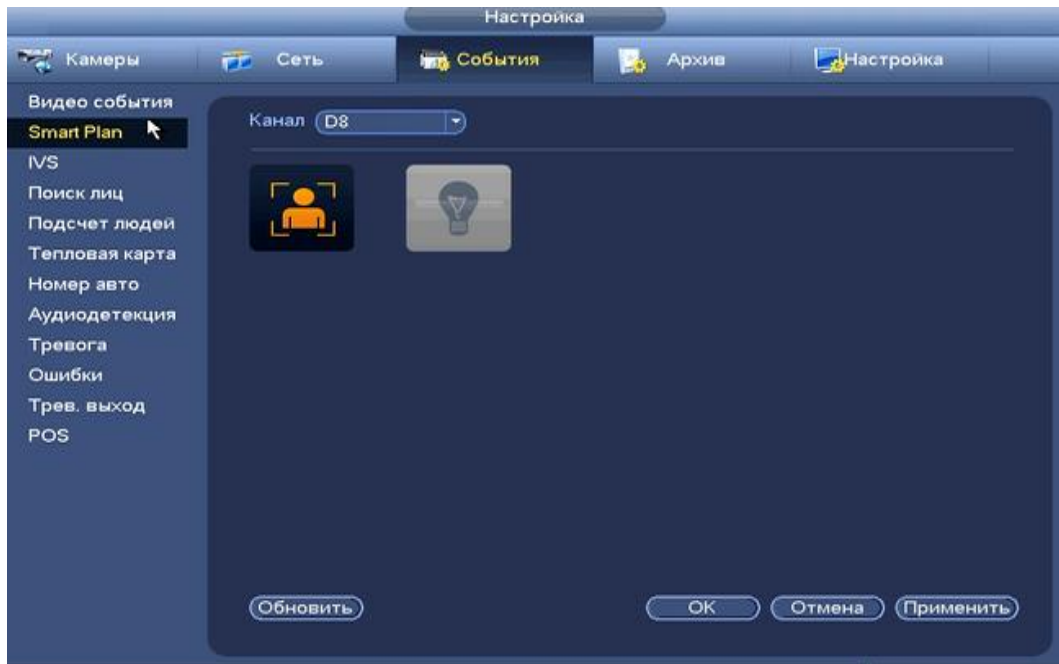 Настройка
Камеры Сеть События Архив Настройка
Видео события
Smart Plan
IVS
Поиск лиц
Подсчет людей
Тепловая карта
Номер авто
Аудиодетекция
Тревога
Ошибки
Трев. выход
POS
Канал D8
Обновить OK Отмена Применить